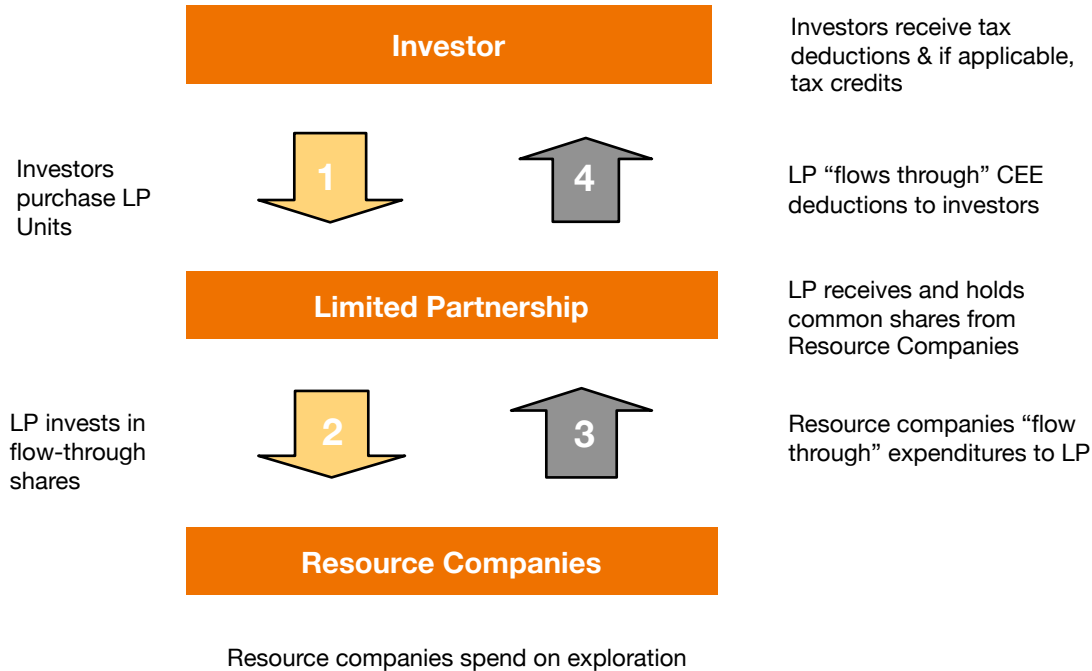 Investor
Investors receive tax
deductions & if applicable,
tax credits
Investors
purchase LP
Units
1
4
LP “flows through” CEE
deductions to investors
Limited Partnership
LP receives and holds
common shares from
Resource Companies
LP invests in
flow-through
shares
2
3
Resource companies “flow
through” expenditures to LP
Resource Companies
Resource companies spend on exploration